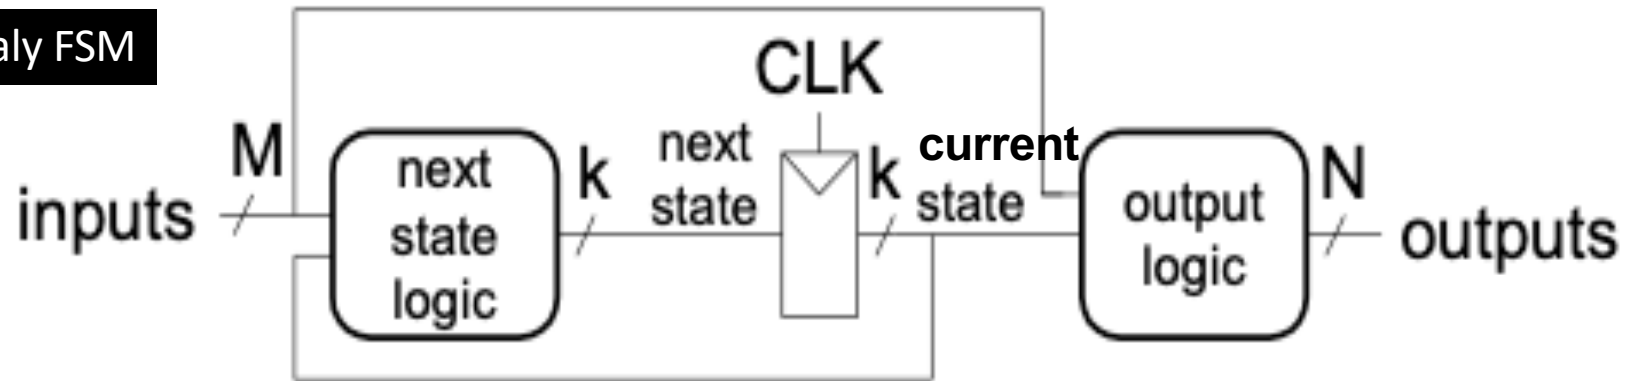 aly FSM
CLK
M
inputs
next
state
logic
k
next
state
k
current
state
output
logic
N
outputs